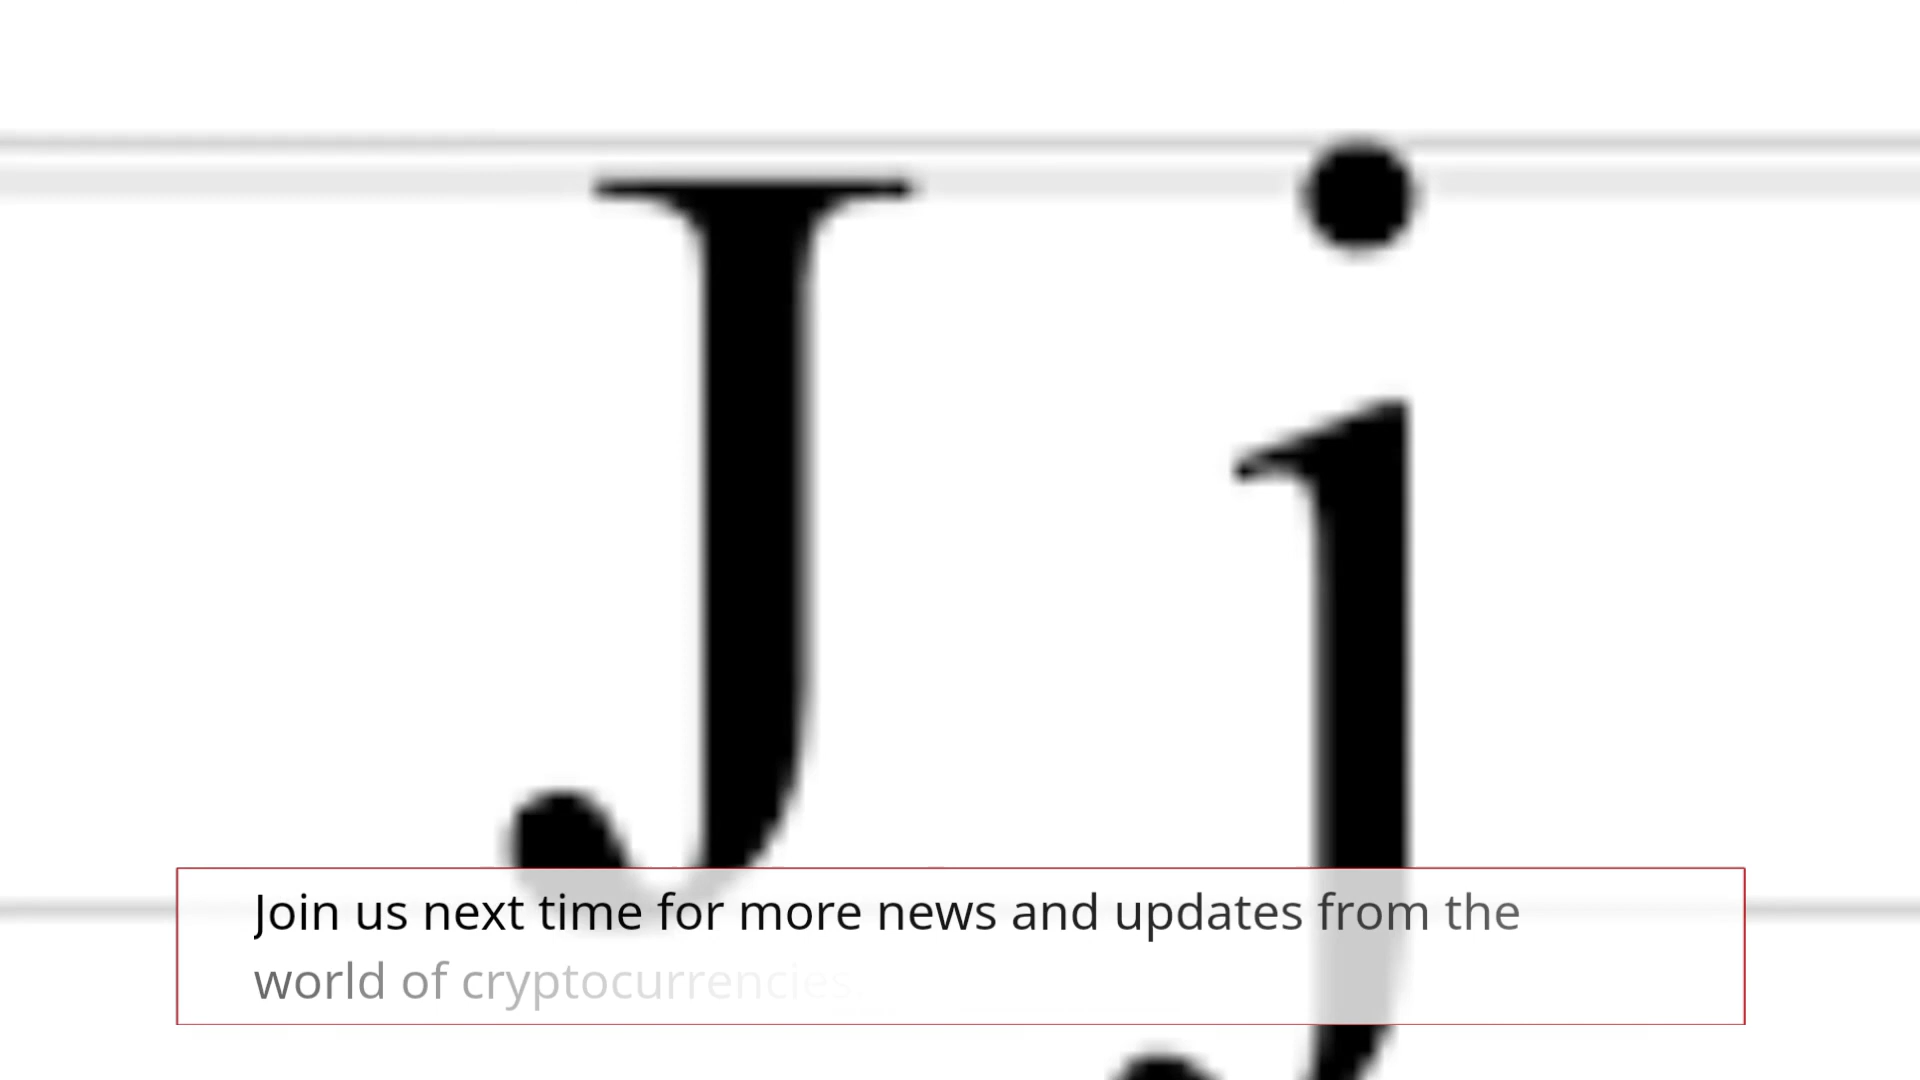 J j
Join us next time for more news and updates from the
world of cryptocurrencies.